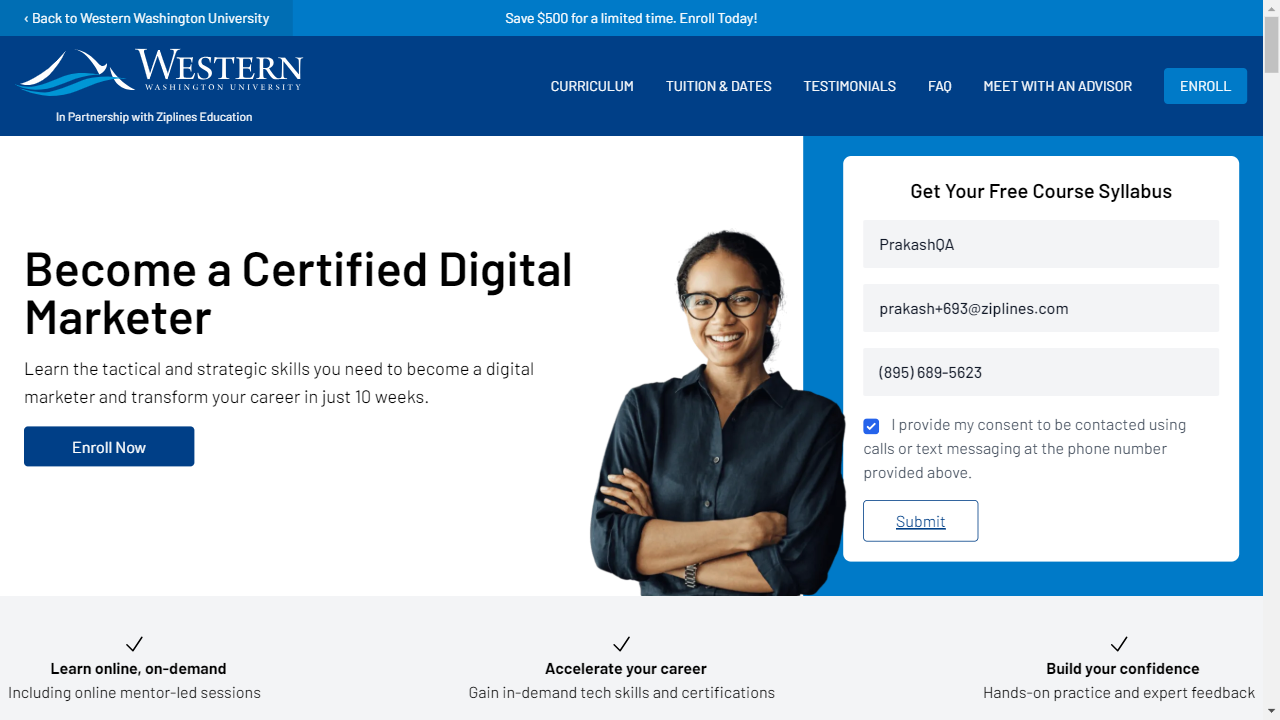 ‹ Back to Western Washington University
Save $500 for a limited time. Enroll Today!
WESTERN
WASHINGTON UNIVERSITY
In Partnership with Ziplines Education
CURRICULUM
TUITION & DATES
TESTIMONIALS
FAQ
MEET WITH AN ADVISOR
ENROLL
Become a Certified Digital
Marketer
Learn the tactical and strategic skills you need to become a digital
marketer and transform your career in just 10 weeks.
Enroll Now
Get Your Free Course Syllabus
PrakashQA
prakash+693@ziplines.com
(895) 689-5623
I provide my consent to be contacted using
calls or text messaging at the phone number
provided above.
Submit
Learn online, on-demand
Including online mentor-led sessions
Accelerate your career
Gain in-demand tech skills and certifications
Build your confidence
Hands-on practice and expert feedback